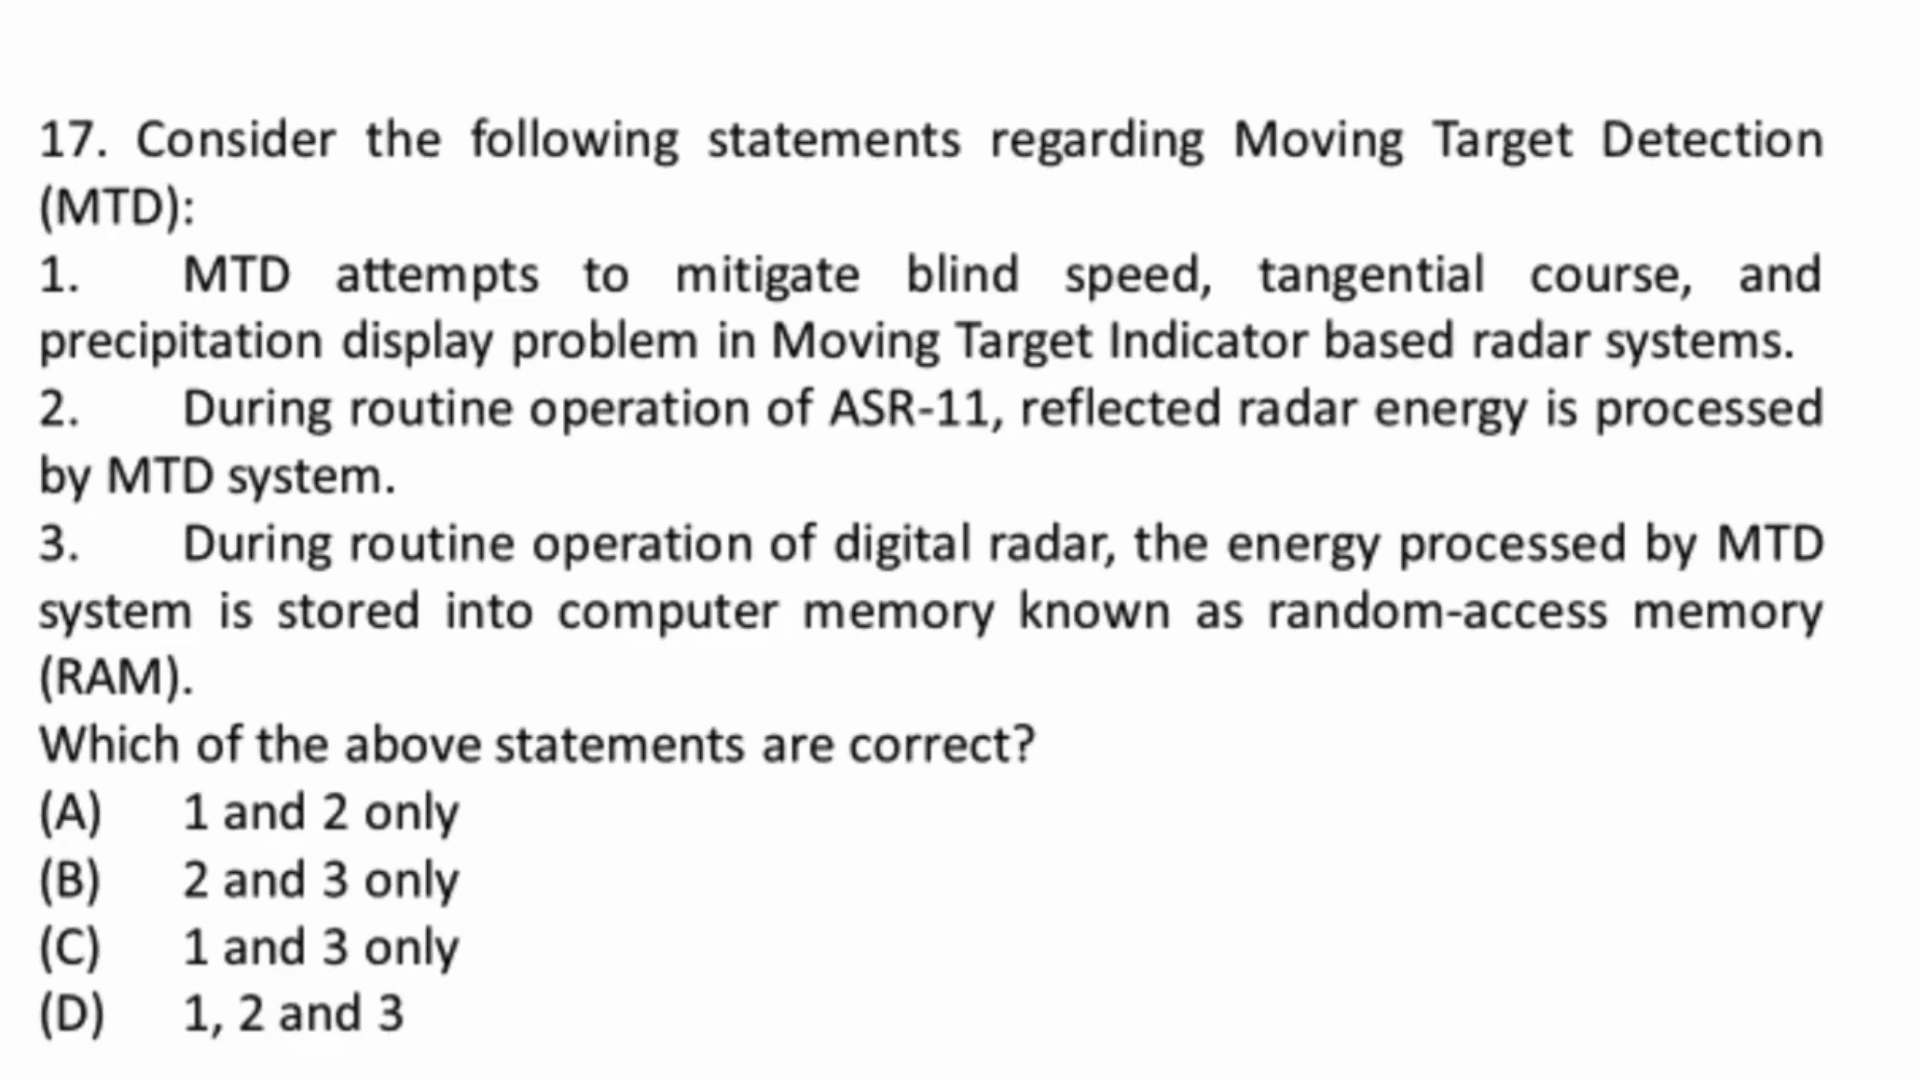 17. Consider the following statements regarding Moving Target Detection
(MTD):
1. MTD attempts to mitigate blind speed, tangential course, and
precipitation display problem in Moving Target Indicator based radar systems.
2. During routine operation of ASR-11, reflected radar energy is processed
by MTD system.
3. During routine operation of digital radar, the energy processed by MTD
system is stored into computer memory known as random-access memory
(RAM).
Which of the above statements are correct?
(A) 1 and 2 only
(B) 2 and 3 only
(C) 1 and 3 only
(D) 1, 2 and 3